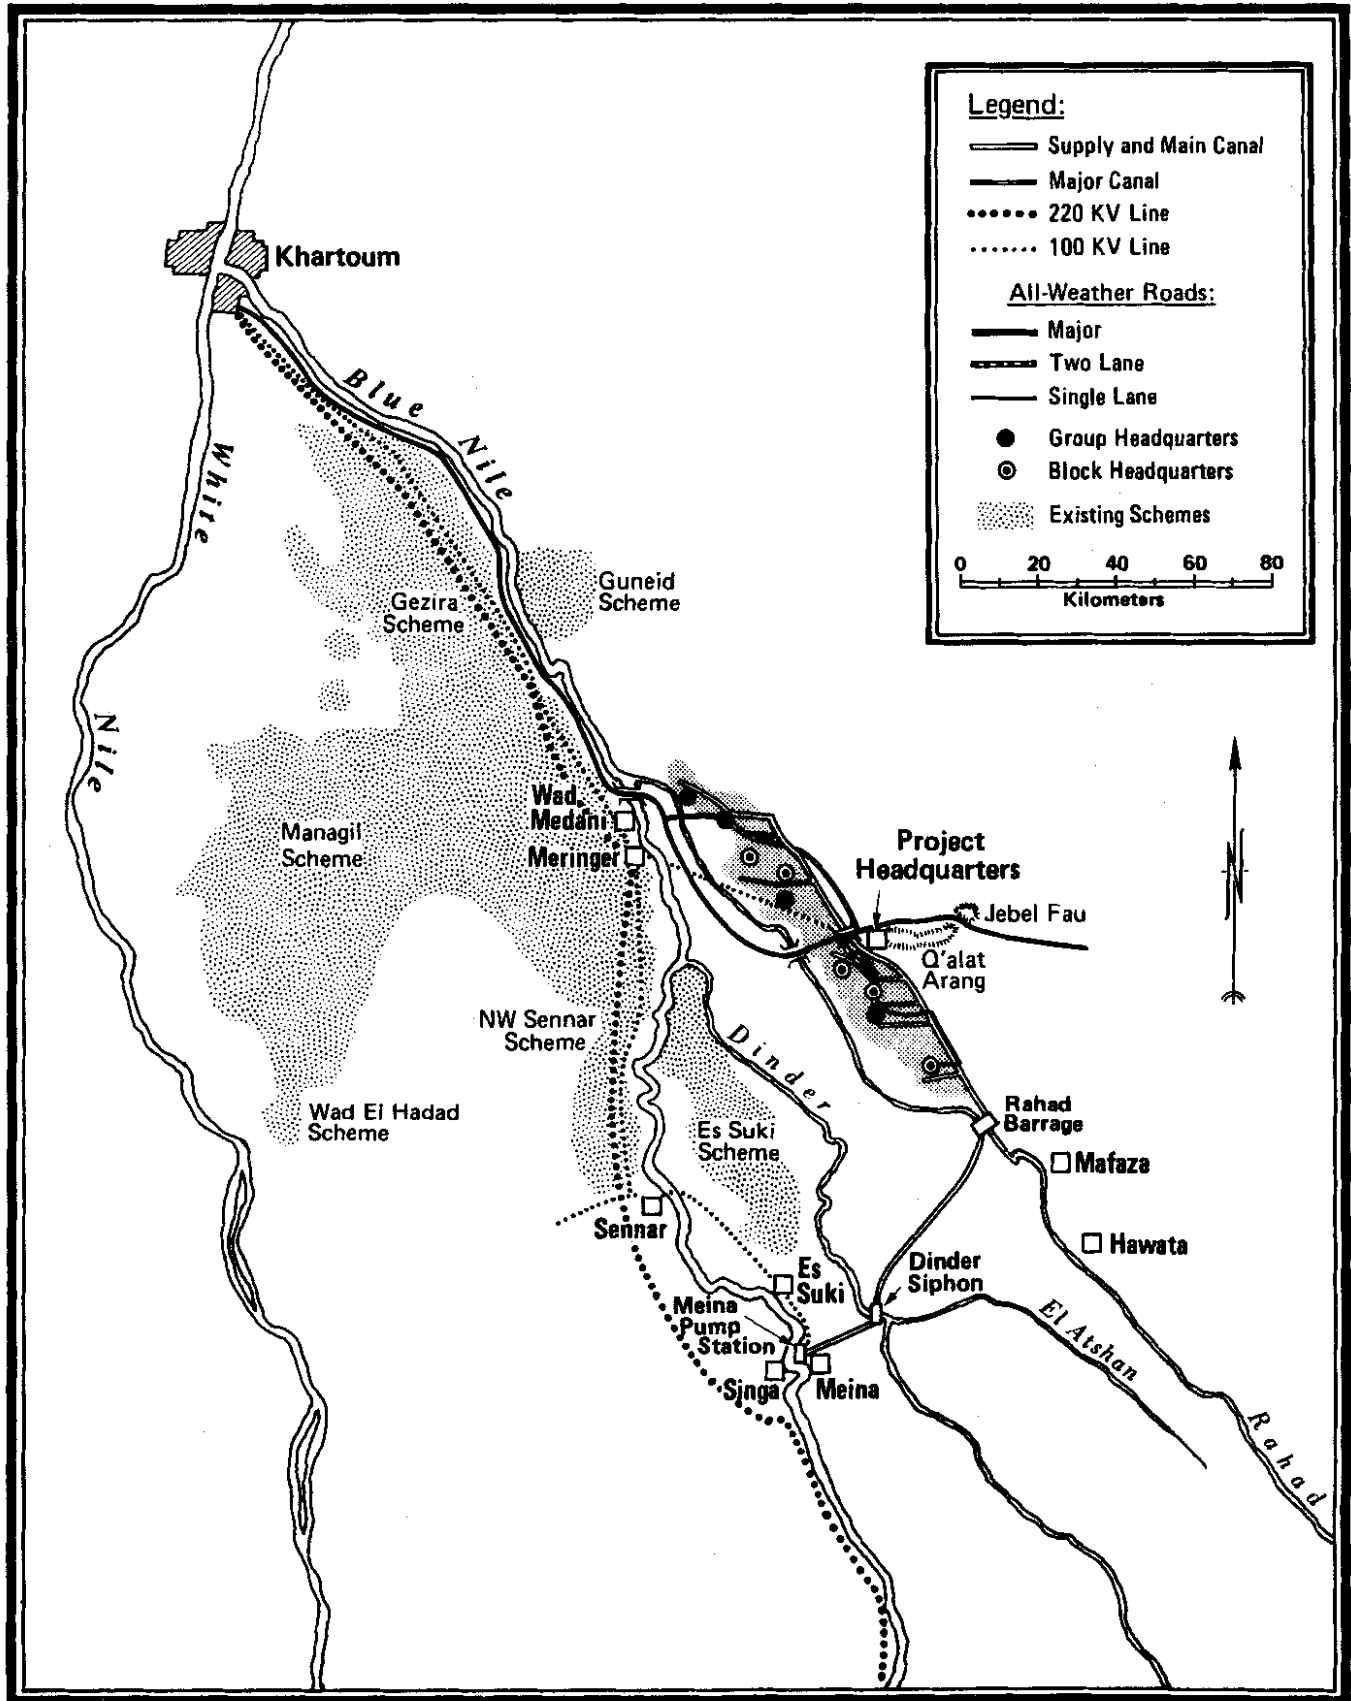 Legend:
Supply and Main Canal
Major Canal
220 KV Line
100 KV Line
All-Weather Roads:
Major
Two Lane
Single Lane
Group Headquarters
Block Headquarters
Existing Schemes
0 20 40 60 80
Kilometers
Khartoum
Blue Nile
White Nile
Guneid
Scheme
Gezira
Scheme
Wad
Medani
Meringer
Managil
Scheme
Project
Headquarters
Jebel Fau
Q'alat
Arang
N
NW Sennar
Scheme
Dinder
Wad El Hadad
Scheme
Es Suki
Scheme
Rahad
Barrage
Mafaza
Sennar
Hawata
Es
Suki
Dinder
Siphon
Meina
Pump
Station
El Atshan
Singa
Meina
Rahad